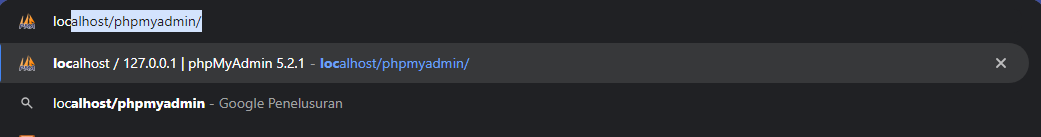 localhost/phpmyadmin/
localhost / 127.0.0.1 | phpMyAdmin 5.2.1 - localhost/phpmyadmin/
localhost/phpmyadmin - Google Penelusuran